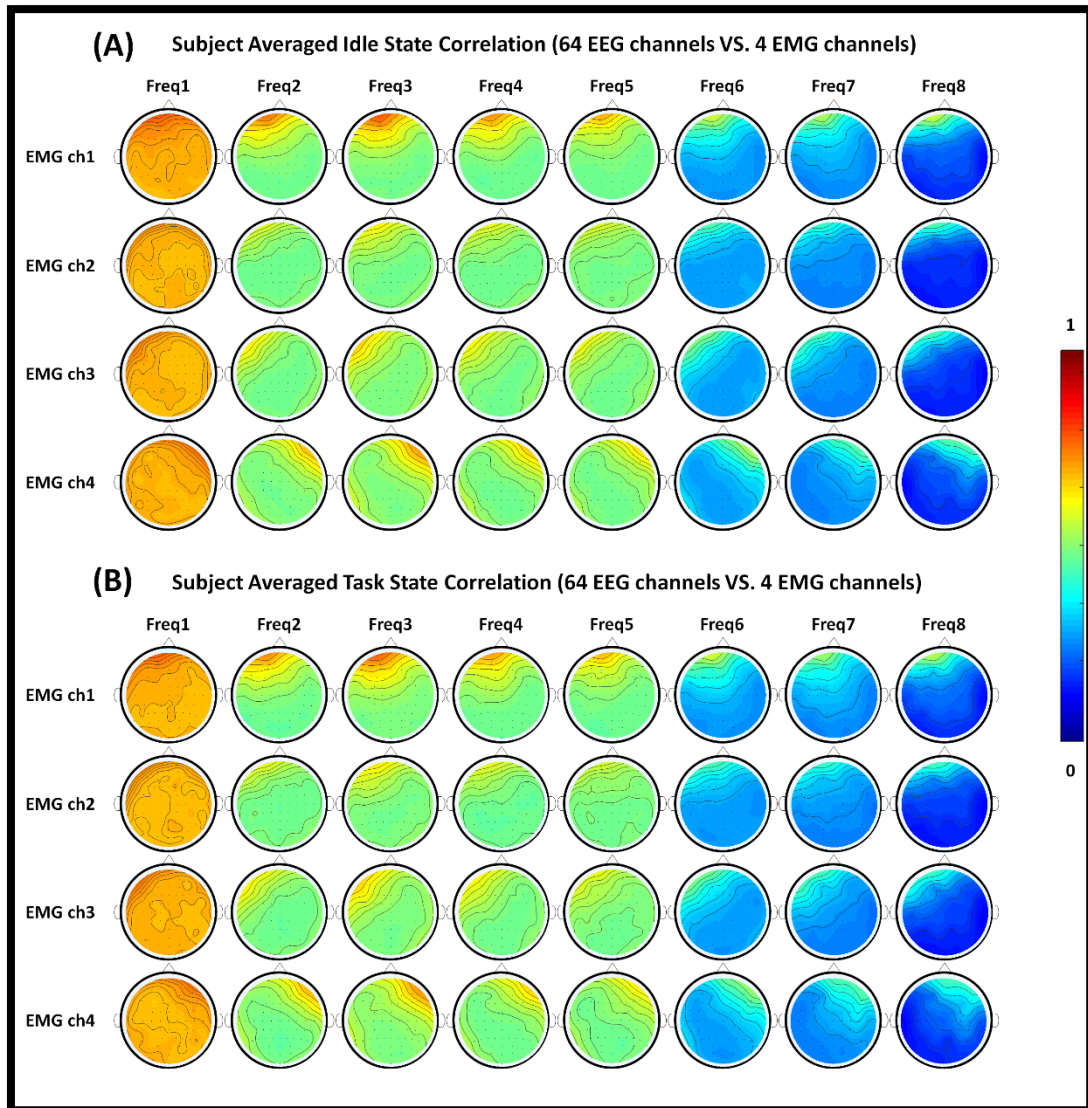 (A) Subject Averaged Idle State Correlation (64 EEG channels VS. 4 EMG channels)
Freq1 Freq2 Freq3 Freq4 Freq5 Freq6 Freq7 Freq8
EMG ch1
EMG ch2
EMG ch3
EMG ch4
(B) Subject Averaged Task State Correlation (64 EEG channels VS. 4 EMG channels)
Freq1 Freq2 Freq3 Freq4 Freq5 Freq6 Freq7 Freq8
EMG ch1
EMG ch2
EMG ch3
EMG ch4
1
0